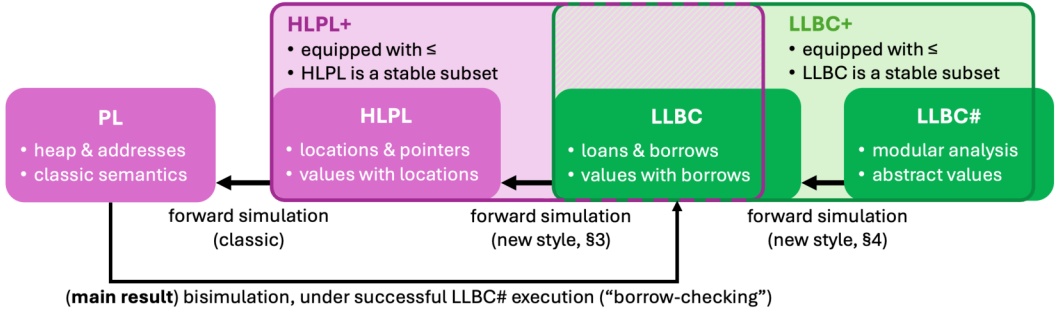 HLPL+
• equipped with ≤
• HLPL is a stable subset
LLBC+
• equipped with ≤
• LLBC is a stable subset
PL
• heap & addresses
• classic semantics
HLPL
• locations & pointers
• values with locations
LLBC
• loans & borrows
• values with borrows
LLBC#
• modular analysis
• abstract values
forward simulation
(classic)
forward simulation
(new style, §3)
forward simulation
(new style, §4)
(main result) bisimulation, under successful LLBC# execution (“borrow-checking”)